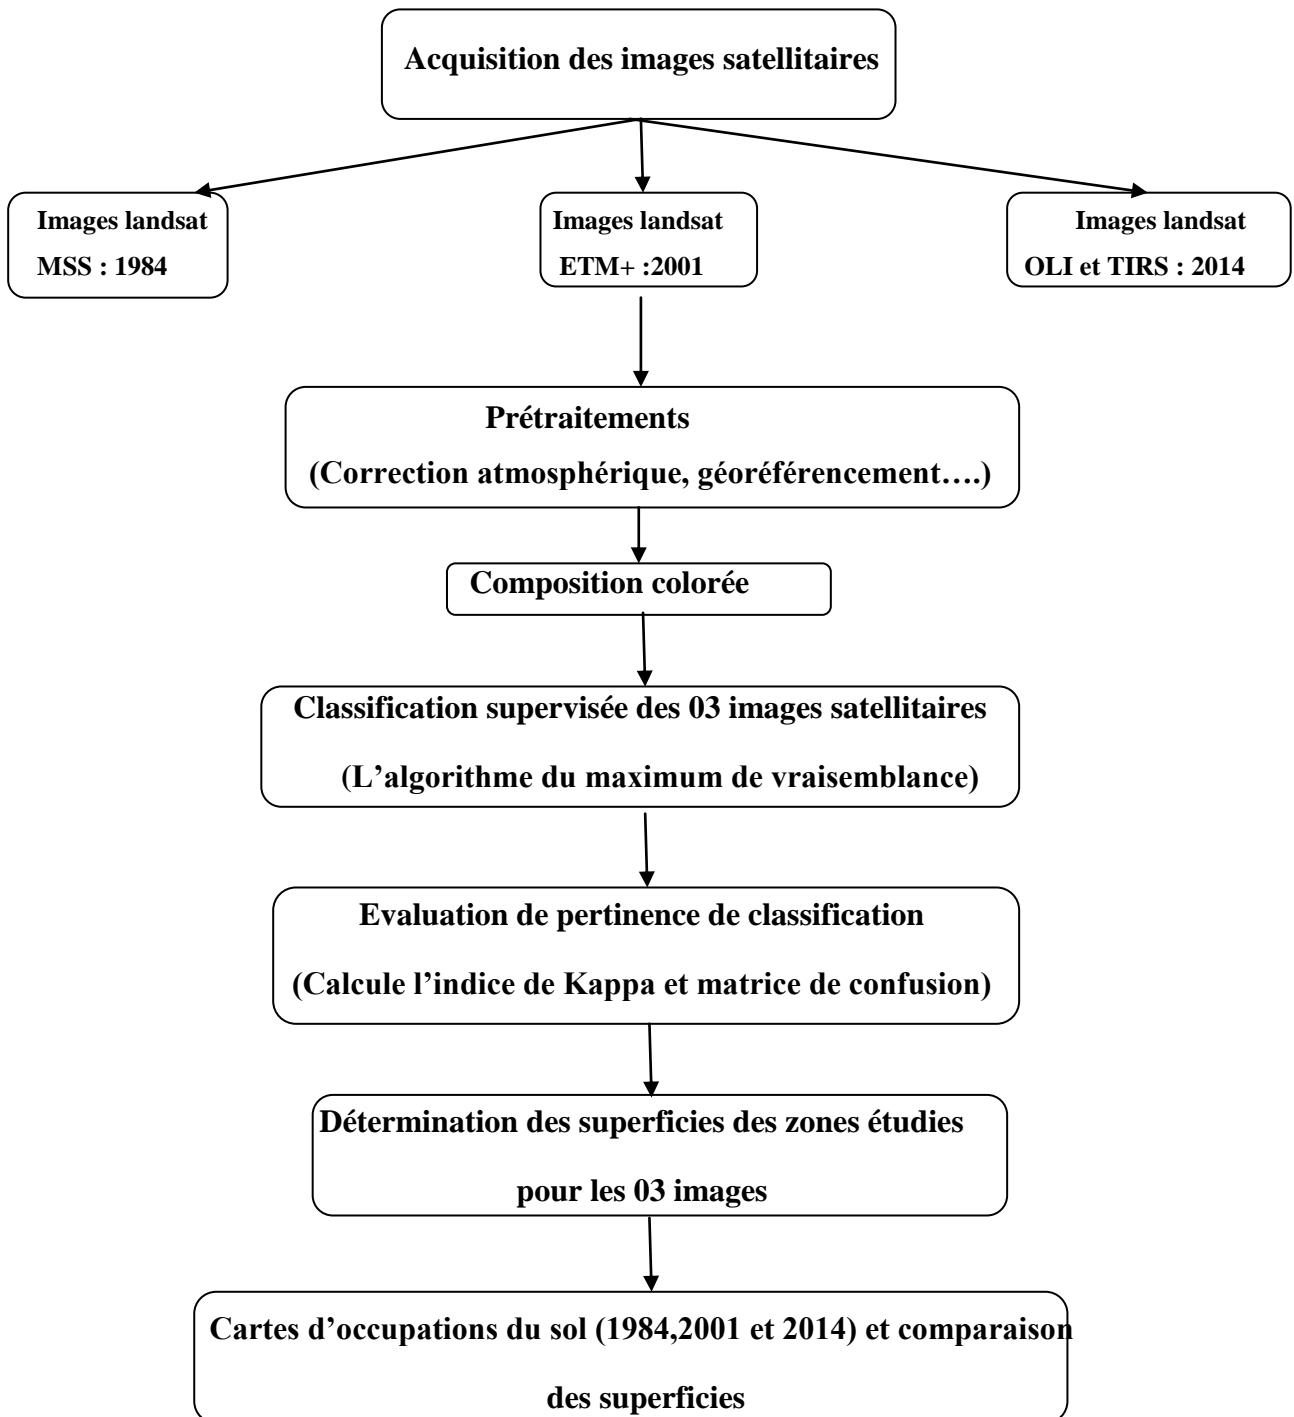 Acquisition des images satellitaires
Images landsat
MSS : 1984
Images landsat
ETM+ :2001
Images landsat
OLI et TIRS : 2014
Prétraitements
(Correction atmosphérique, géoréférencement….)
Composition colorée
Classification supervisée des 03 images satellitaires
(L’algorithme du maximum de vraisemblance)
Evaluation de pertinence de classification
(Calcule l’indice de Kappa et matrice de confusion)
Détermination des superficies des zones étudies
pour les 03 images
Cartes d’occupations du sol (1984,2001 et 2014) et comparaison
des superficies